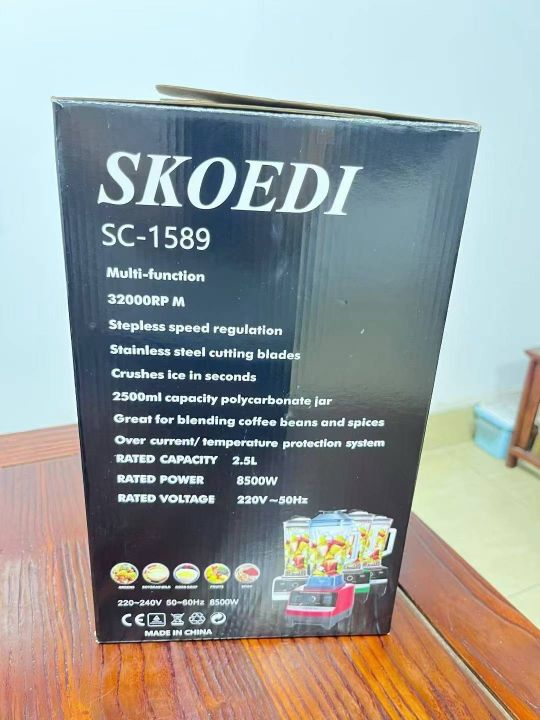 SKOEDI
SC-1589
Multi-function
32000RP M
Stepless speed regulation
Stainless steel cutting blades
Crushes ice in seconds
2500ml capacity polycarbonate jar
Great for blending coffee beans and spices
Over current/ temperature protection system
RATED CAPACITY 2.5L
RATED POWER 8500W
RATED VOLTAGE 220V~50Hz
FRUITS
220~240V 50~60Hz 8500W
CE
MADE IN CHINA